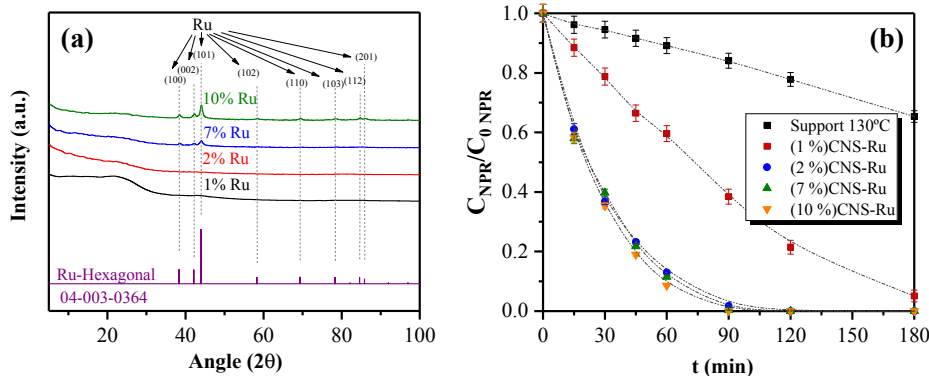 (a)
Ru
(100)
(002)
(101)
(102)
(110)
(103)
(112)
(201)
10% Ru
7% Ru
2% Ru
1% Ru
Ru-Hexagonal
04-003-0364
Intensity (a.u.)
0 20 40 60 80 100
Angle (2θ)
(b)
C_NPR/C_0 NPR
1.0
0.8
0.6
0.4
0.2
0.0
Support 130ºC
(1 %)CNS-Ru
(2 %)CNS-Ru
(7 %)CNS-Ru
(10 %)CNS-Ru
0 30 60 90 120 150 180
t (min)